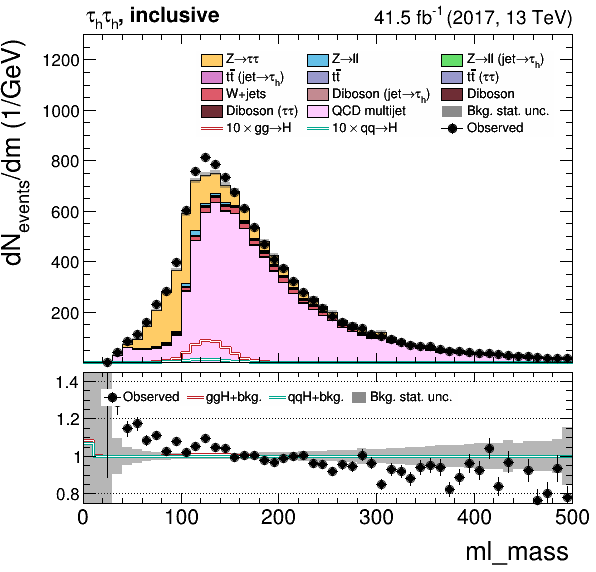 τhτh, inclusive 41.5 fb⁻¹ (2017, 13 TeV)
dNevents/dm (1/GeV)
1200
1000
800
600
400
200
Z→ττ Z→ll Z→ll (jet→τh)
tt̄ (jet→τh) tt̄ tt̄ (ττ)
W+jets Diboson (jet→τh) Diboson
Diboson (ττ) QCD multijet Bkg. stat. unc.
10×gg→H 10×qq→H Observed
1.4
1.2
1
0.8
Observed ggH+bkg. qqH+bkg. Bkg. stat. unc.
0 100 200 300 400 500
ml_mass